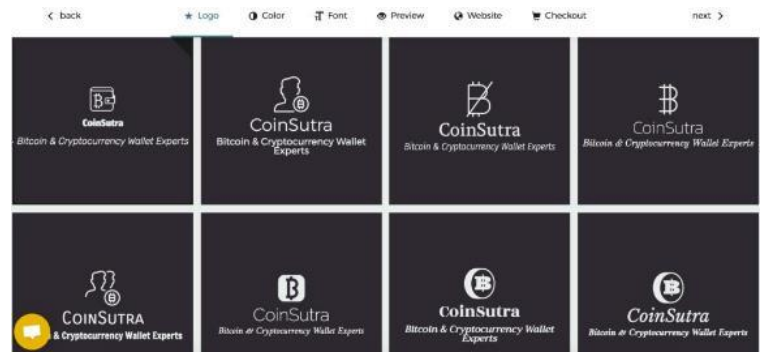 back
Logo
Color
Font
Preview
Website
Checkout
next
CoinSutra
- Bitcoin & Cryptocurrency Wallet Experts
CoinSutra
Bitcoin & Cryptocurrency Wallet
Experts
CoinSutra
Bitcoin & Cryptocurrency Wallet Experts
CoinSutra
Bitcoin & Cryptocurrency Wallet Experts
CoinSutra
& Cryptocurrency Wallet Experts
CoinSutra
Bitcoin & Cryptocurrency Wallet Experts
CoinSutra
Bitcoin & Cryptocurrency Wallet
Experts
CoinSutra
Bitcoin & Cryptocurrency Wallet Experts